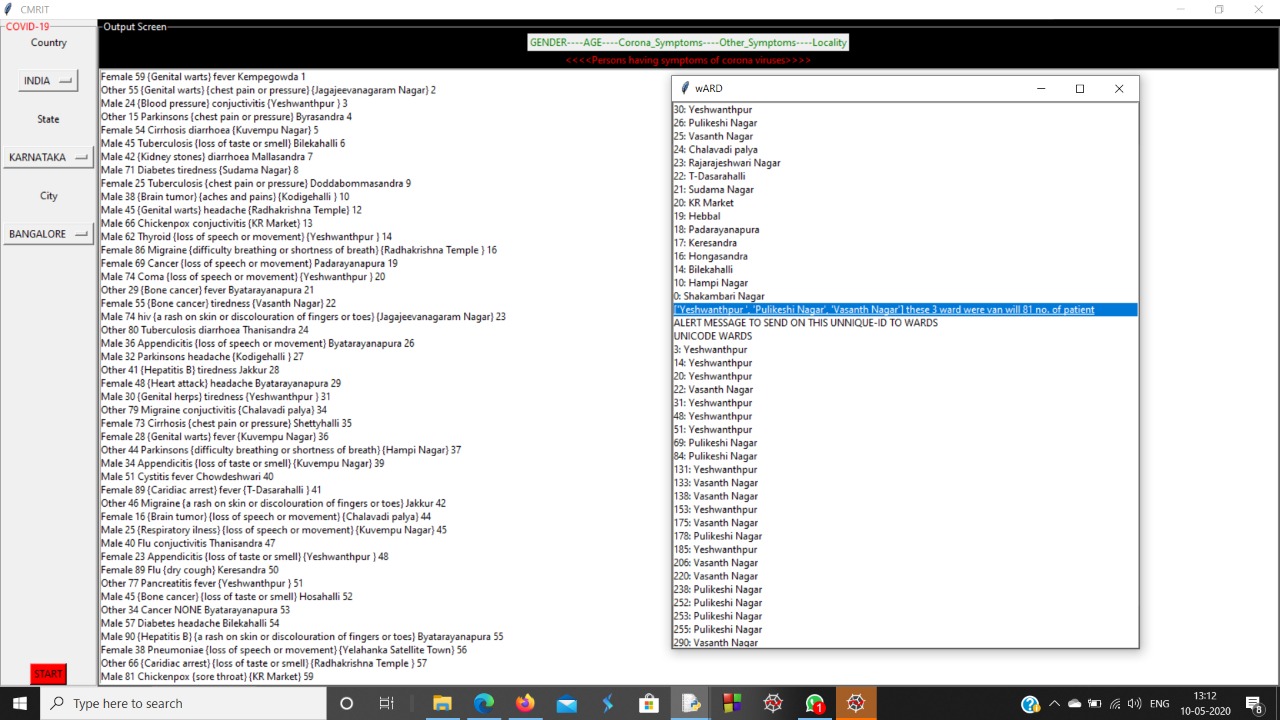 CMRIT
COVID-19
Output Screen
Country
GENDER----AGE----Corona_Symptoms----Other_Symptoms----Locality
<<<<Persons having symptoms of corona viruses>>>>
INDIA
State
KARNATAKA
City
BANGALORE
START
Female 59 {Genital warts} fever Kempegowda 1
Other 55 {Genital warts} {chest pain or pressure} {Jagajeevanagaram Nagar} 2
Male 24 {Blood pressure} conjuctivitis {Yeshwanthpur } 3
Other 15 Parkinsons {chest pain or pressure} Byrasandra 4
Female 54 Cirrhosis diarrhoea {Kuvempu Nagar} 5
Male 45 Tuberculosis {loss of taste or smell} Bilekahalli 6
Male 42 {Kidney stones} diarrhoea Mallasandra 7
Male 71 Diabetes tiredness {Sudama Nagar} 8
Female 25 Tuberculosis {chest pain or pressure} Doddabommasandra 9
Male 38 {Brain tumor} {aches and pains} {Kodigehalli } 10
Male 45 {Genital warts} headache {Radhakrishna Temple} 12
Male 66 Chickenpox conjuctivitis {KR Market} 13
Male 62 Thyroid {loss of speech or movement} {Yeshwanthpur } 14
Female 86 Migraine {difficulty breathing or shortness of breath} {Radhakrishna Temple } 16
Female 69 Cancer {loss of speech or movement} Padarayanapura 19
Male 74 Coma {loss of speech or movement} {Yeshwanthpur } 20
Other 29 {Bone cancer} fever Byatarayanapura 21
Female 55 {Bone cancer} tiredness {Vasanth Nagar} 22
Male 74 hiv {a rash on skin or discolouration of fingers or toes} {Jagajeevanagaram Nagar} 23
Other 80 Tuberculosis diarrhoea Thanisandra 24
Male 36 Appendicitis {loss of speech or movement} Byatarayanapura 26
Male 32 Parkinsons headache {Kodigehalli } 27
Other 41 {Hepatitis B} tiredness Jakkur 28
Female 48 {Heart attack} headache Byatarayanapura 29
Male 30 {Genital herps} tiredness {Yeshwanthpur } 31
Other 79 Migraine conjuctivitis {Chalavadi palya} 34
Female 73 Cirrhosis {chest pain or pressure} Shettyhalli 35
Female 28 {Genital warts} fever {Kuvempu Nagar} 36
Other 44 Parkinsons {difficulty breathing or shortness of breath} {Hampi Nagar} 37
Male 34 Appendicitis {loss of taste or smell} {Kuvempu Nagar} 39
Male 51 Cystitis fever Chowdeshwari 40
Female 89 {Caridiac arrest} fever {T-Dasarahalli } 41
Other 46 Migraine {a rash on skin or discolouration of fingers or toes} Jakkur 42
Female 16 {Brain tumor} {loss of speech or movement} {Chalavadi palya} 44
Male 25 {Respiratory ilness} {loss of speech or movement} {Kuvempu Nagar} 45
Male 40 Flu conjuctivitis Thanisandra 47
Female 23 Appendicitis {loss of taste or smell} {Yeshwanthpur } 48
Female 89 Flu {dry cough} Keresandra 50
Other 77 Pancreatitis fever {Yeshwanthpur } 51
Male 45 {Bone cancer} {loss of taste or smell} Hosahalli 52
Other 34 Cancer NONE Byatarayanapura 53
Male 57 Diabetes headache Bilekahalli 54
Male 90 {Hepatitis B} {a rash on skin or discolouration of fingers or toes} Byatarayanapura 55
Female 38 Pneumoniae {loss of speech or movement} {Yelahanka Satellite Town} 56
Other 66 {Caridiac arrest} {loss of taste or smell} {Radhakrishna Temple } 57
Male 81 Chickenpox {sore throat} {KR Market} 59
wARD
30: Yeshwanthpur
26: Pulikeshi Nagar
25: Vasanth Nagar
24: Chalavadi palya
23: Rajarajeshwari Nagar
22: T-Dasarahalli
21: Sudama Nagar
20: KR Market
19: Hebbal
18: Padarayanapura
17: Keresandra
16: Hongasandra
14: Bilekahalli
10: Hampi Nagar
0: Shakambari Nagar
['Yeshwanthpur ', 'Pulikeshi Nagar', 'Vasanth Nagar'] these 3 ward were van will 81 no. of patient
ALERT MESSAGE TO SEND ON THIS UNNIQUE-ID TO WARDS
UNICODE WARDS
3: Yeshwanthpur
14: Yeshwanthpur
20: Yeshwanthpur
22: Vasanth Nagar
31: Yeshwanthpur
48: Yeshwanthpur
51: Yeshwanthpur
69: Pulikeshi Nagar
84: Pulikeshi Nagar
131: Yeshwanthpur
133: Vasanth Nagar
138: Vasanth Nagar
153: Yeshwanthpur
175: Vasanth Nagar
178: Pulikeshi Nagar
185: Yeshwanthpur
206: Vasanth Nagar
220: Vasanth Nagar
238: Pulikeshi Nagar
252: Pulikeshi Nagar
253: Pulikeshi Nagar
255: Pulikeshi Nagar
290: Vasanth Nagar
Type here to search
1
ENG
13:12
10-05-2020
8